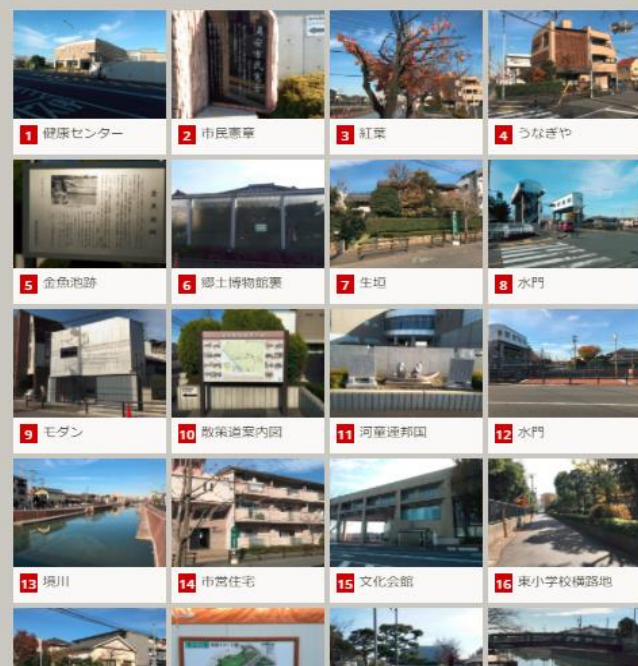 1 健康センター
2 市民憲章
3 紅葉
4 うなぎや
5 金魚池跡
6 郷土博物館裏
7 生垣
8 水門
9 モダン
10 散策道案内図
11 河童連邦国
12 水門
13 境川
14 市営住宅
15 文化会館
16 東小学校横路地